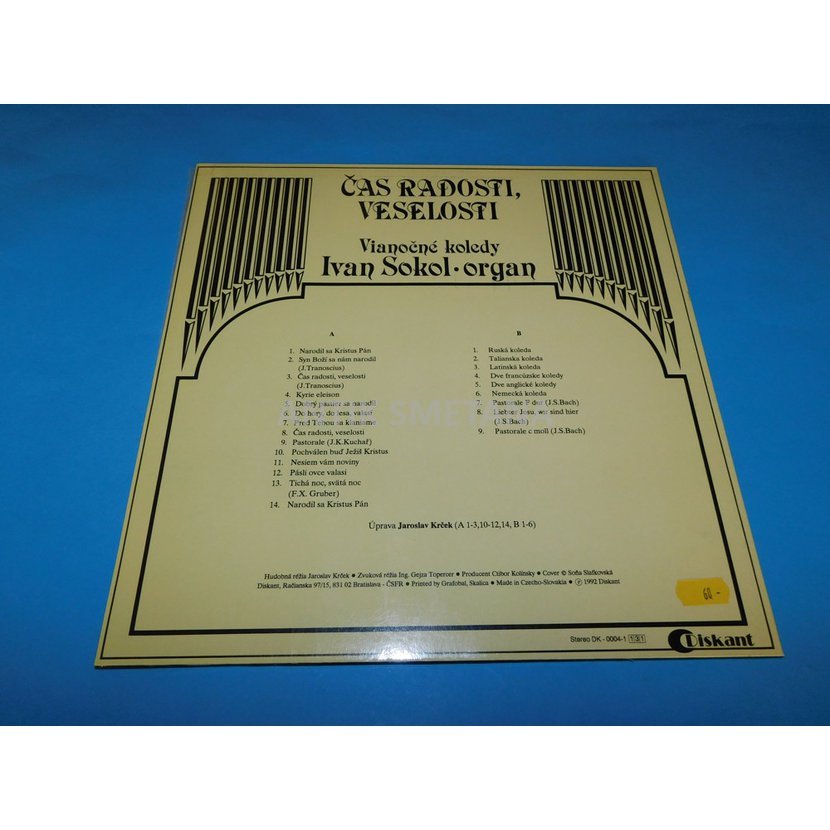 ČAS RADOSTI,
VESELOSTI
Vianočné koledy
Ivan Sokol · organ
A
1. Narodil sa Kristus Pán
2. Syn Boží sa nám narodil
(J.Tranoscius)
3. Čas radosti, veselosti
(J.Tranoscius)
4. Kyrie eleison
5. Dobrý pastier sa narodil
6. Do hory, do lesa, valasi
7. Pred Tebou sa klaniame
8. Čas radosti, veselosti
9. Pastorale (J.K.Kuchař)
10. Pochválen buď Ježiš Kristus
11. Nesiem vám noviny
12. Pásli ovce valasi
13. Tichá noc, svätá noc
(F.X. Gruber)
14. Narodil sa Kristus Pán
B
1. Ruská koleda
2. Talianska koleda
3. Latinská koleda
4. Dve francúzske koledy
5. Dve anglické koledy
6. Nemecká koleda
7. Pastorale F dur (J.S.Bach)
8. Liebster Jesu, wir sind hier
(J.S.Bach)
9. Pastorale c moll (J.S.Bach)
Úprava Jaroslav Krček (A 1-3,10-12,14, B 1-6)
Hudobná réžia Jaroslav Krček ● Zvuková réžia Ing. Gejza Toperczer ● Producent Ctibor Kolínsky ● Cover © Soňa Slafkovská
Diskant, Račianska 97/15, 831 02 Bratislava - ČSFR ● Printed by Grafobal, Skalica ● Made in Czecho-Slovakia ● Ⓟ 1992 Diskant
60,-
Stereo DK - 0004-1 131
Diskant